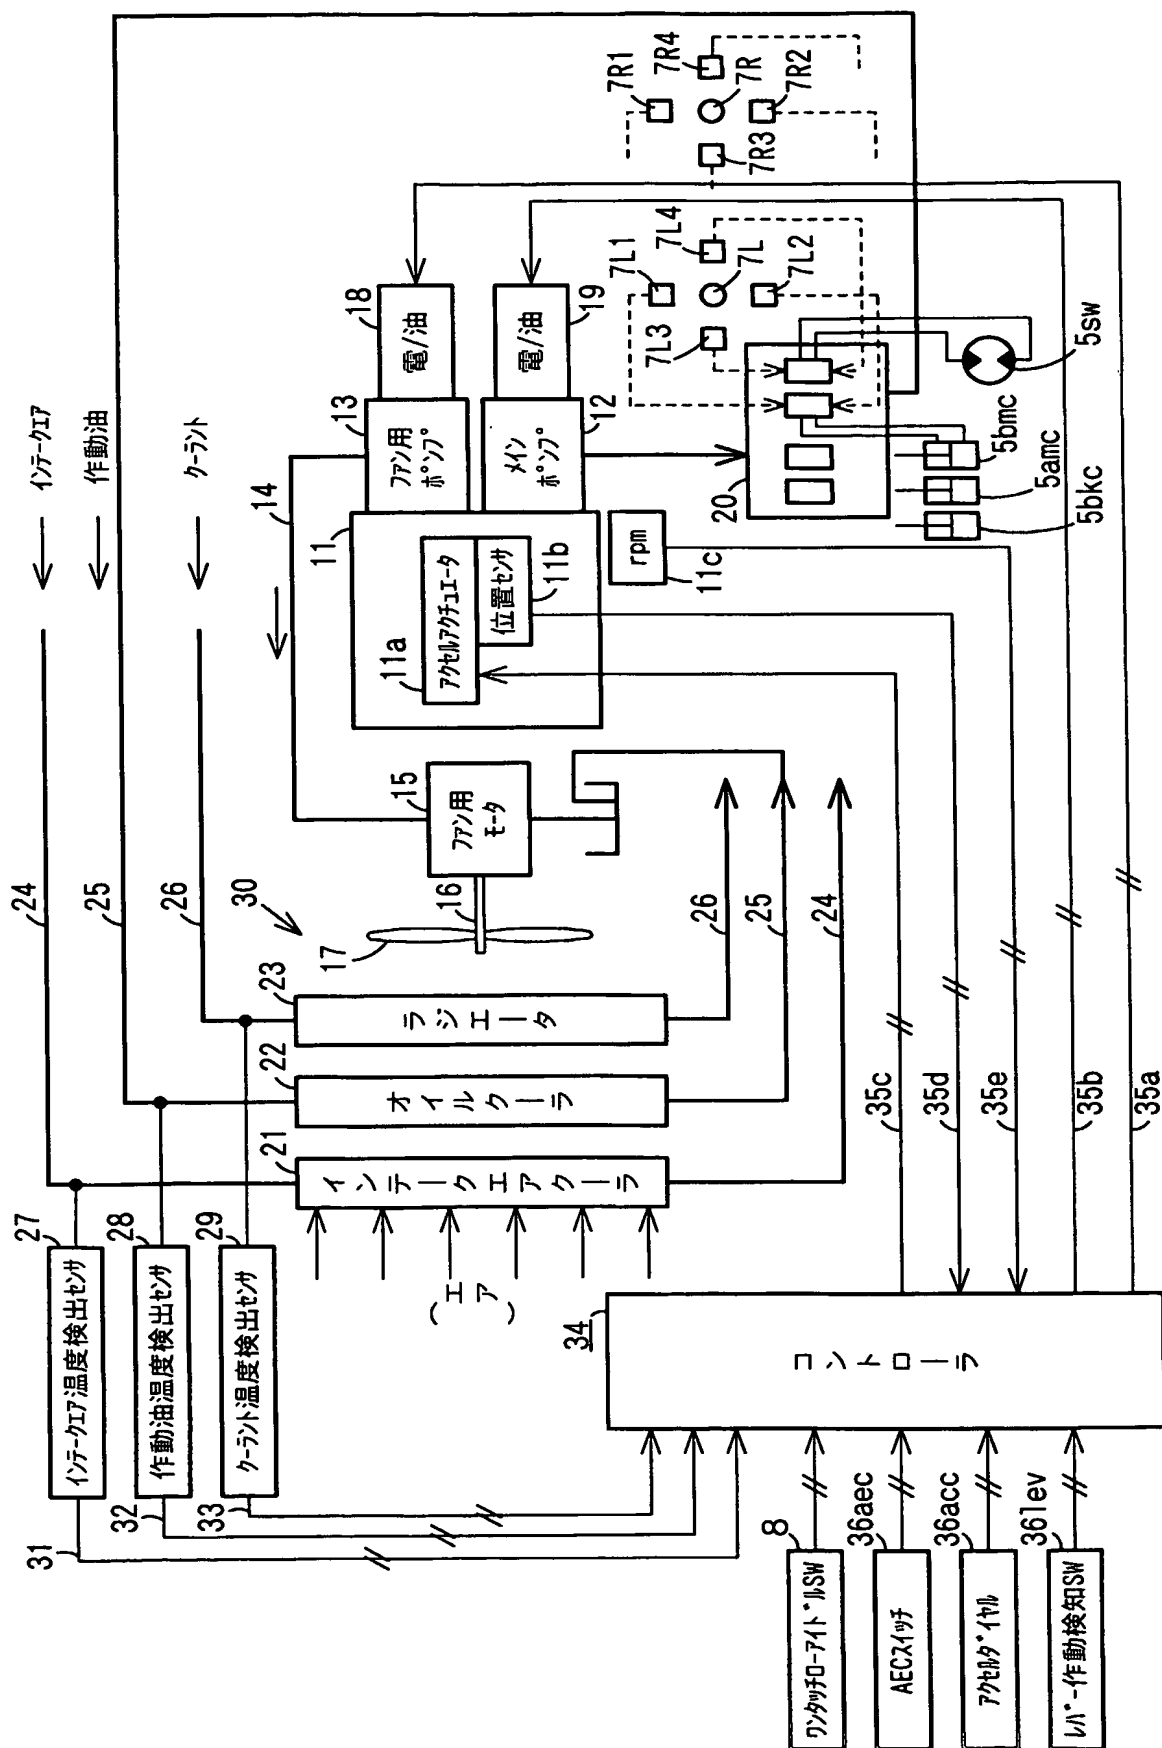 インテークエア
作動油
クーラント
24
25
26
14
27
インテークエア温度検出センサ
28
作動油温度検出センサ
29
クーラント温度検出センサ
31
32
33
21
インテークエアクーラ
22
オイルクーラ
23
ラジエータ
(エア)
30
17
16
15
ファン用
モータ
26
25
24
11
11a
アクセルアクチュエータ
位置センサ
11b
rpm
11c
13
ファン用
ポンプ
メイン
ポンプ
12
18
電/油
電/油
19
20
7L1
7L2
7L3
7L4
7L
7R1
7R2
7R3
7R4
7R
5sw
5bmc
5amc
5bkc
34
コントローラ
35c
35d
35e
35b
35a
8
ワンタッチローアイドルSW
36aec
AECスイッチ
36acc
アクセルダイヤル
36lev
レバー作動検知SW